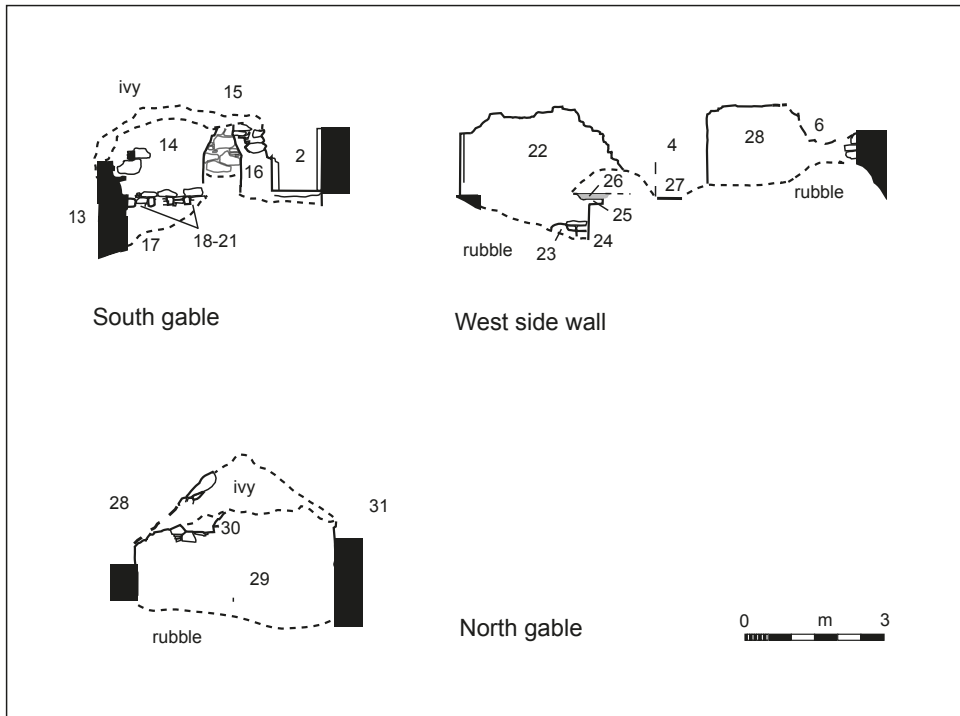 ivy
15
14
2
16
13
17
18-21
South gable
4
6
22
28
26
27
25
rubble
rubble
23
24
West side wall
28
ivy
31
30
29
rubble
North gable
0 m 3